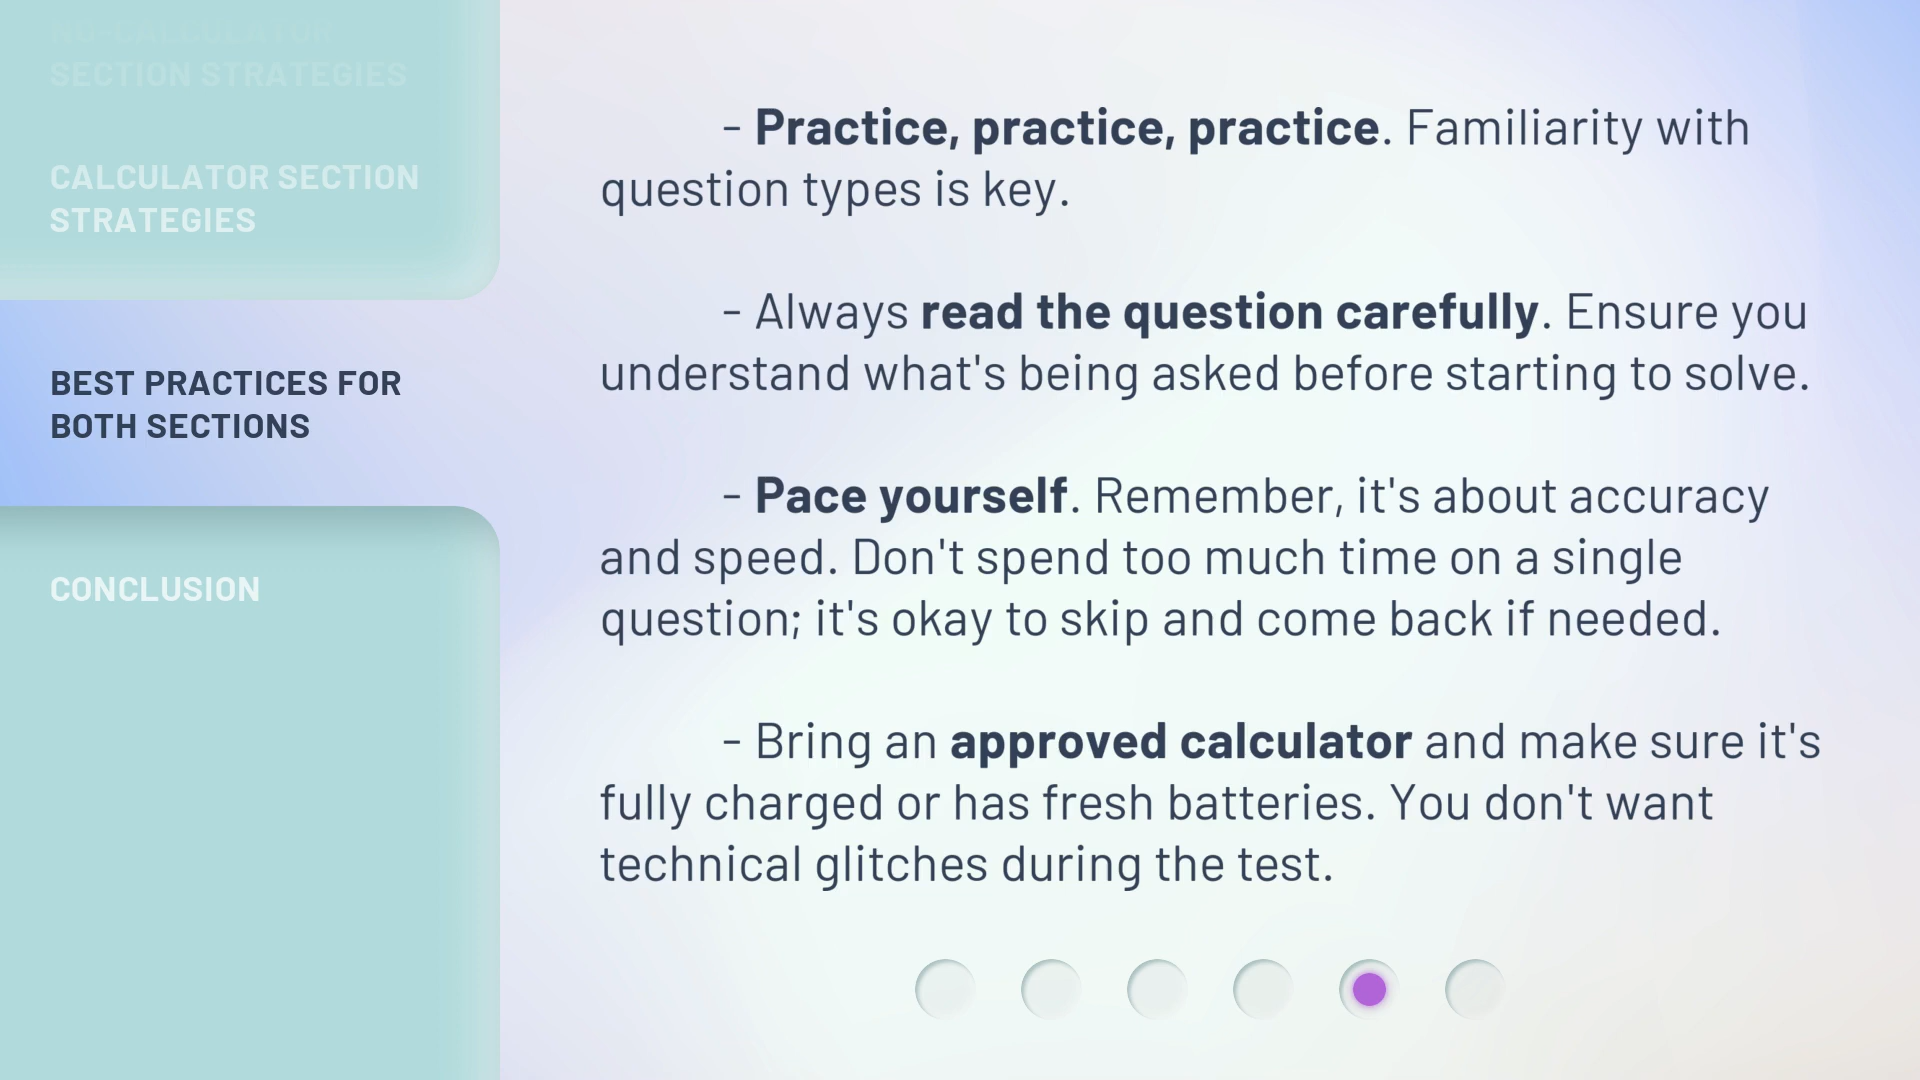 NO-CALCULATOR
SECTION STRATEGIES
CALCULATOR SECTION
STRATEGIES
BEST PRACTICES FOR
BOTH SECTIONS
CONCLUSION
- Practice, practice, practice. Familiarity with
question types is key.
- Always read the question carefully. Ensure you
understand what's being asked before starting to solve.
- Pace yourself. Remember, it's about accuracy
and speed. Don't spend too much time on a single
question; it's okay to skip and come back if needed.
- Bring an approved calculator and make sure it's
fully charged or has fresh batteries. You don't want
technical glitches during the test.